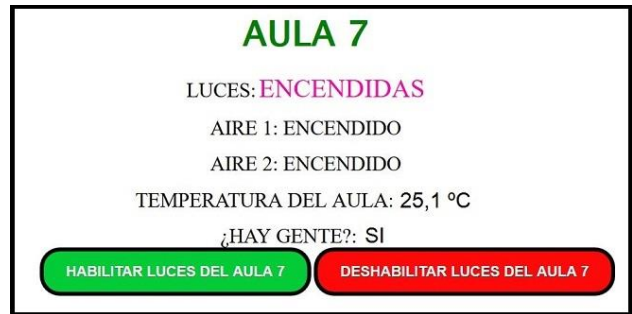 AULA 7
LUCES: ENCENDIDAS
AIRE 1: ENCENDIDO
AIRE 2: ENCENDIDO
TEMPERATURA DEL AULA: 25,1 ºC
¿HAY GENTE?: SI
HABILITAR LUCES DEL AULA 7 DESHABILITAR LUCES DEL AULA 7